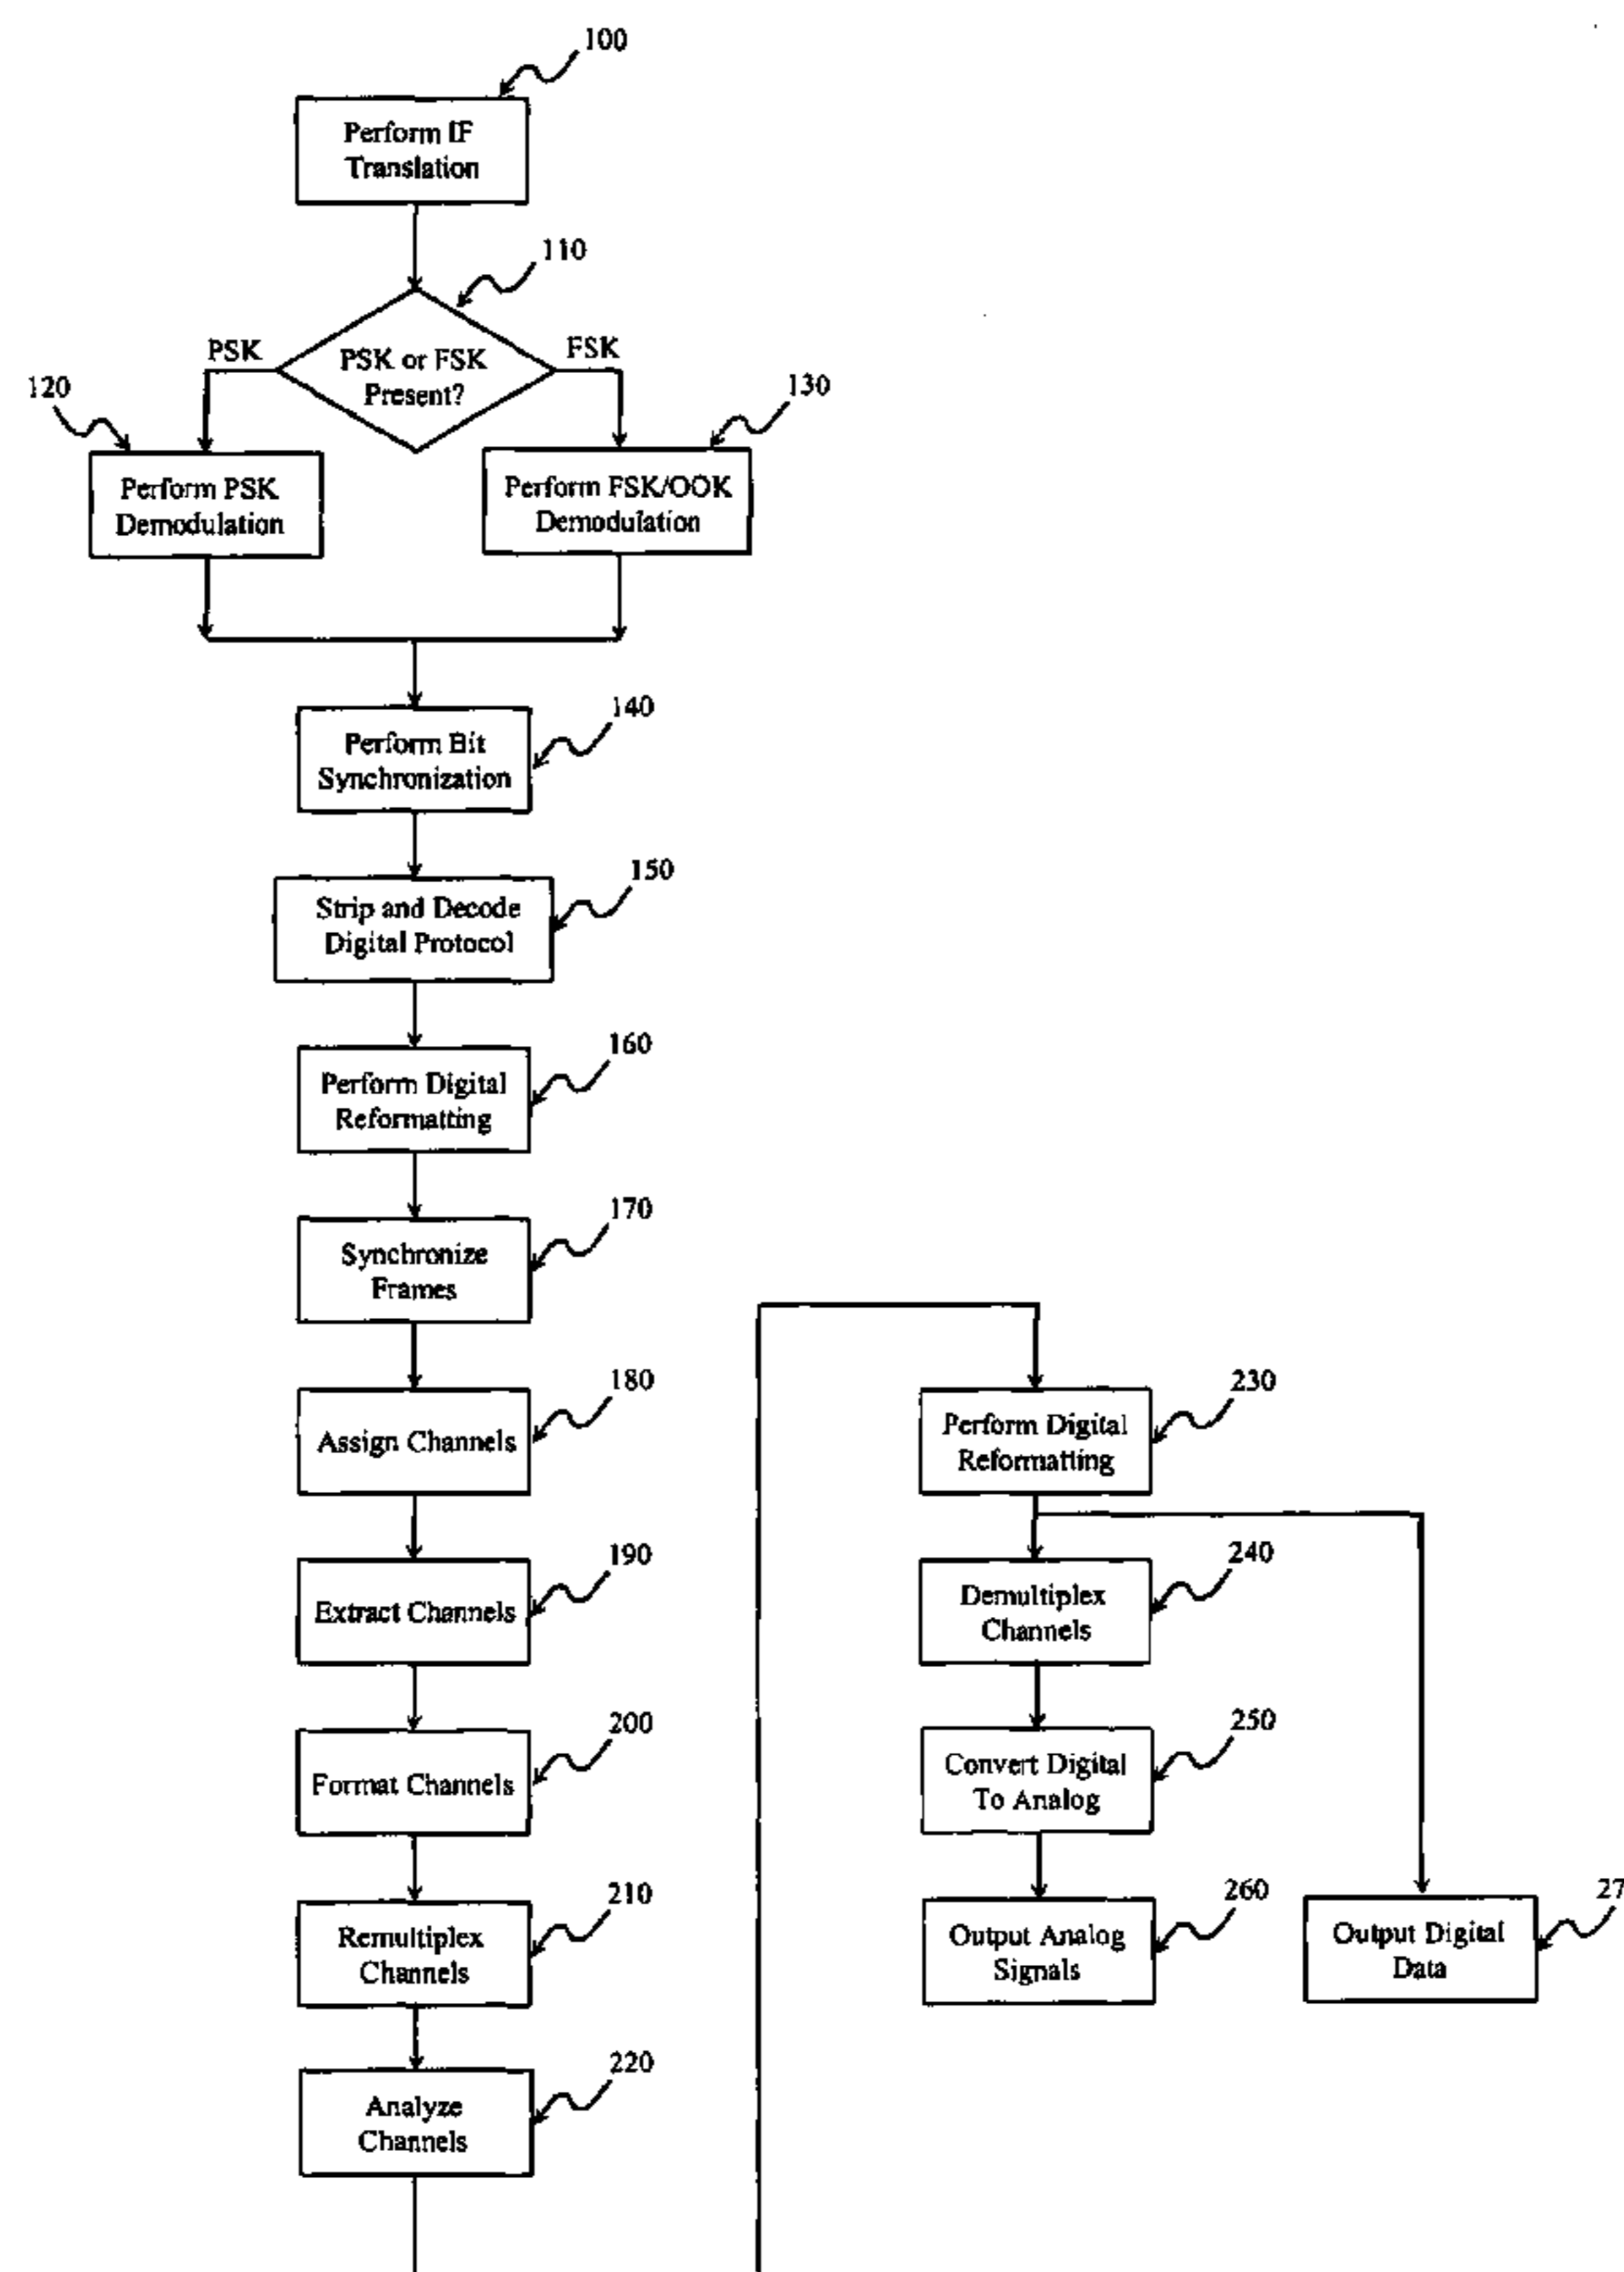 100
Perform IF
Translation
110
PSK or FSK
Present?
PSK
FSK
120
130
Perform PSK
Demodulation
Perform FSK/OOK
Demodulation
140
Perform Bit
Synchronization
150
Strip and Decode
Digital Protocol
160
Perform Digital
Reformatting
170
Synchronize
Frames
180
Assign Channels
190
Extract Channels
200
Format Channels
210
Remultiplex
Channels
220
Analyze
Channels
230
Perform Digital
Reformatting
240
Demultiplex
Channels
250
Convert Digital
To Analog
260
Output Analog
Signals
27
Output Digital
Data